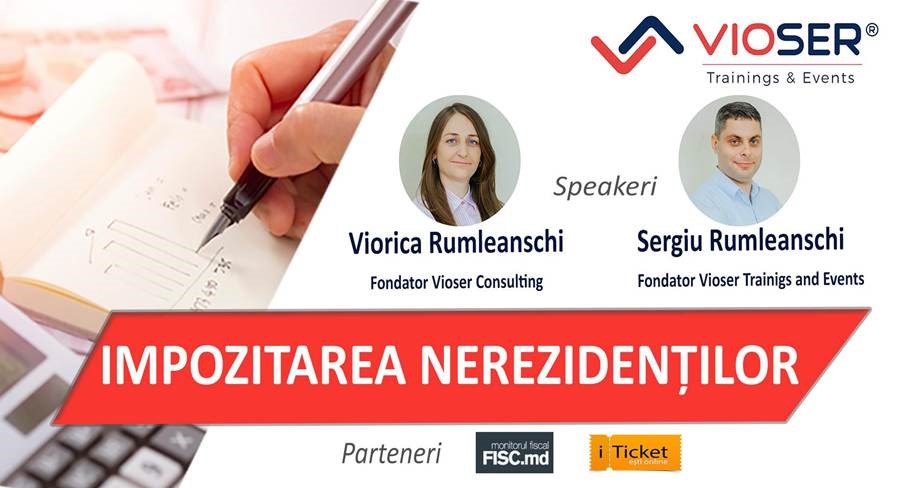 VIOSER®
Trainings & Events
Speakeri
Viorica Rumleanschi
Fondator Vioser Consulting
Sergiu Rumleanschi
Fondator Vioser Trainigs and Events
IMPOZITAREA NEREZIDENȚILOR
Parteneri
monitorul fiscal
FISC.md
i Ticket
ești online